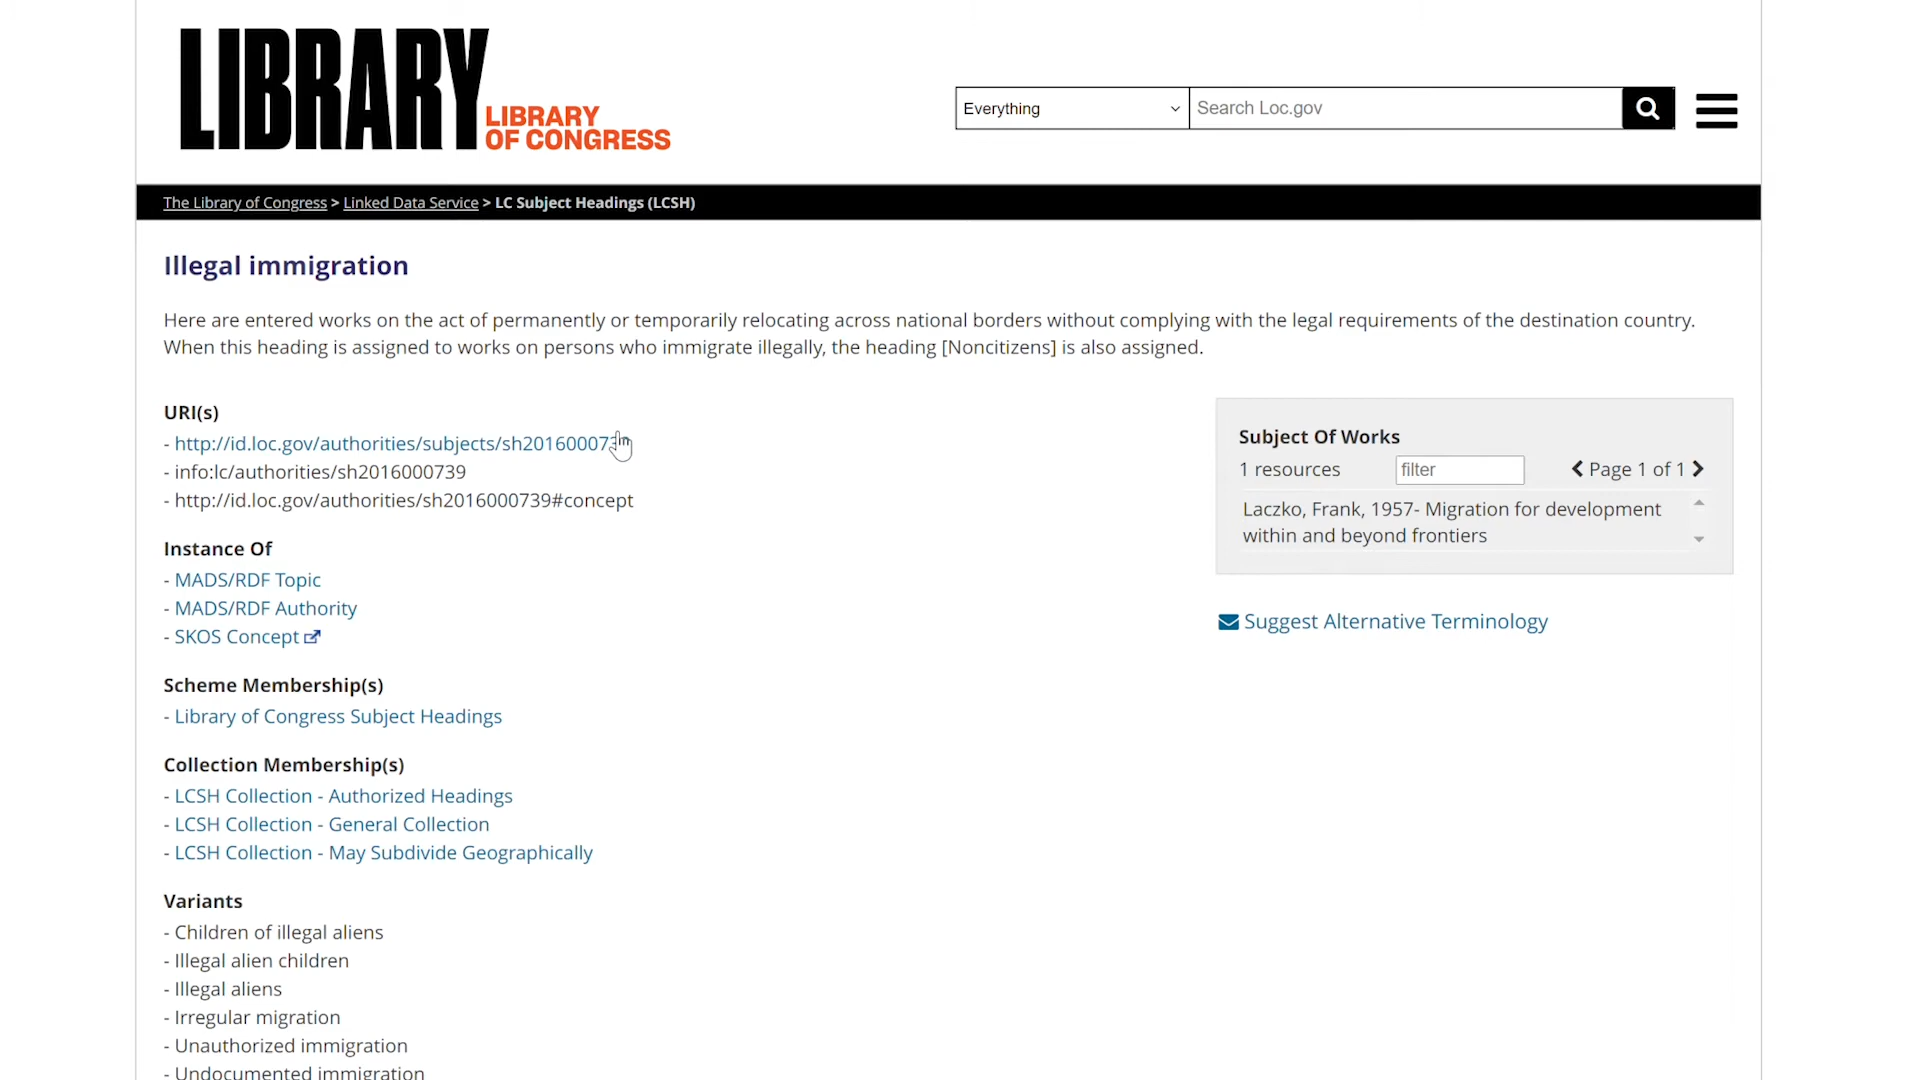 LIBRARY
LIBRARY
OF CONGRESS
Everything
Search Loc.gov
The Library of Congress > Linked Data Service > LC Subject Headings (LCSH)
Illegal immigration
Here are entered works on the act of permanently or temporarily relocating across national borders without complying with the legal requirements of the destination country.
When this heading is assigned to works on persons who immigrate illegally, the heading [Noncitizens] is also assigned.
URI(s)
- http://id.loc.gov/authorities/subjects/sh2016000739
- info:lc/authorities/sh2016000739
- http://id.loc.gov/authorities/sh2016000739#concept
Instance Of
- MADS/RDF Topic
- MADS/RDF Authority
- SKOS Concept
Scheme Membership(s)
- Library of Congress Subject Headings
Collection Membership(s)
- LCSH Collection - Authorized Headings
- LCSH Collection - General Collection
- LCSH Collection - May Subdivide Geographically
Variants
- Children of illegal aliens
- Illegal alien children
- Illegal aliens
- Irregular migration
- Unauthorized immigration
- Undocumented immigration
Subject Of Works
1 resources
filter
Page 1 of 1
Laczko, Frank, 1957- Migration for development
within and beyond frontiers
Suggest Alternative Terminology